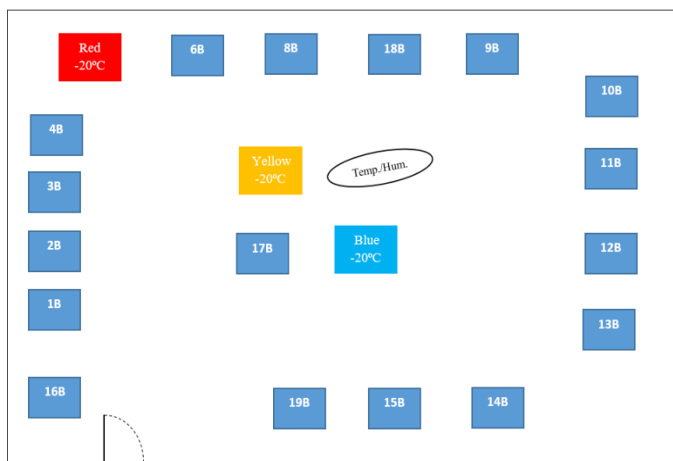 Red
-20ºC
6B
8B
18B
9B
10B
4B
Yellow
-20ºC
Temp./Hum.
11B
3B
2B
17B
Blue
-20ºC
12B
1B
13B
16B
19B
15B
14B